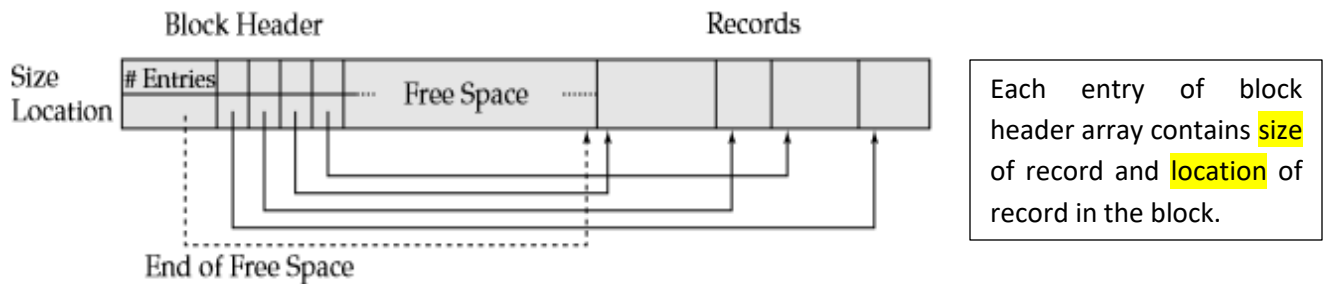 Block Header
Records
Size
Location
# Entries
Free Space
End of Free Space
Each entry of block
header array contains size
of record and location of
record in the block.